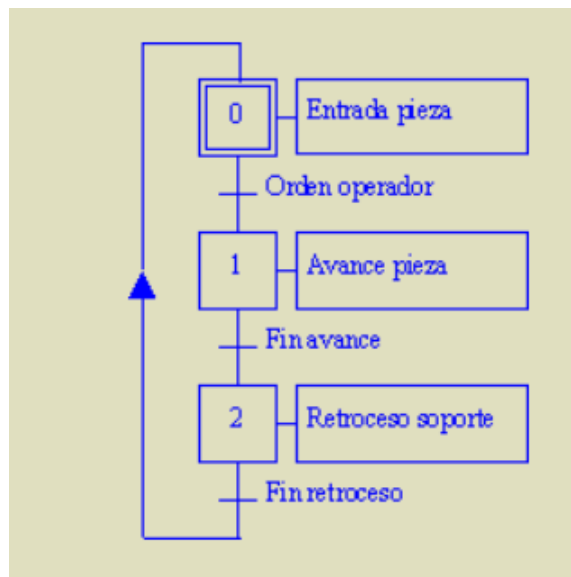 0
Entrada pieza
Orden operador
1
Avance pieza
Fin avance
2
Retroceso soporte
Fin retroceso